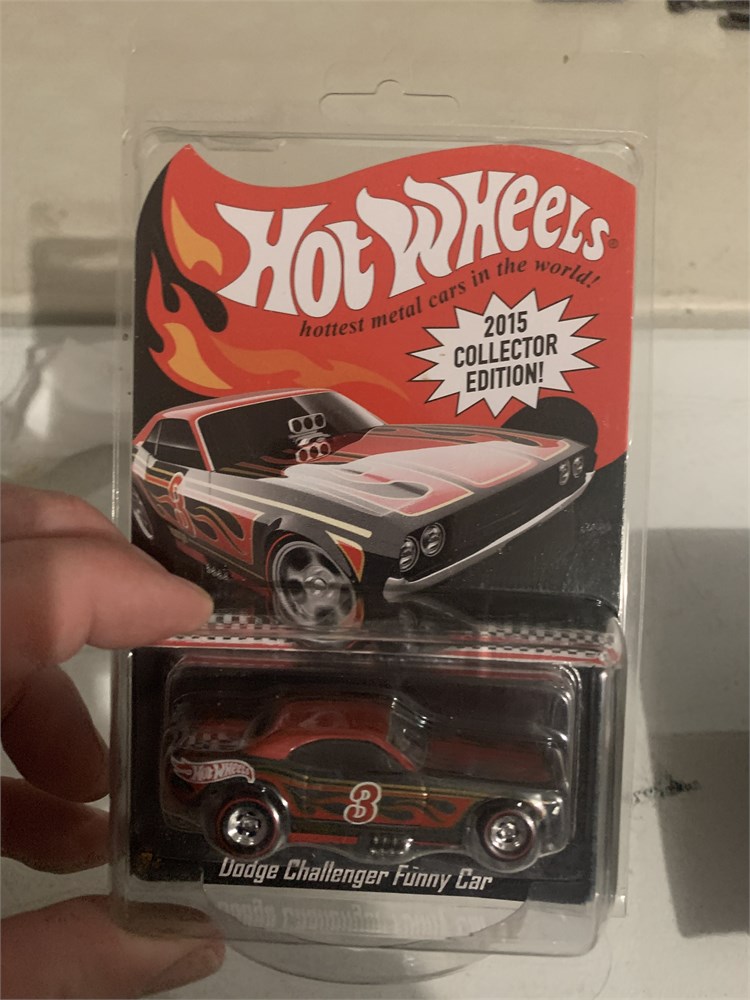 HOT WHEELS®
hottest metal cars in the world!
2015
COLLECTOR
EDITION!
3
HOT WHEELS
3
Dodge Challenger Funny Car